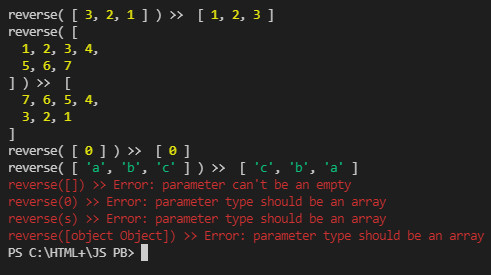 reverse( [ 3, 2, 1 ] ) >>  [ 1, 2, 3 ]
reverse( [
  1, 2, 3, 4,
  5, 6, 7
] ) >>  [
  7, 6, 5, 4,
  3, 2, 1
]
reverse( [ 0 ] ) >>  [ 0 ]
reverse( [ 'a', 'b', 'c' ] ) >>  [ 'c', 'b', 'a' ]
reverse([]) >> Error: parameter can't be an empty
reverse(0) >> Error: parameter type should be an array
reverse(s) >> Error: parameter type should be an array
reverse([object Object]) >> Error: parameter type should be an array
PS C:\HTML+\JS PB>